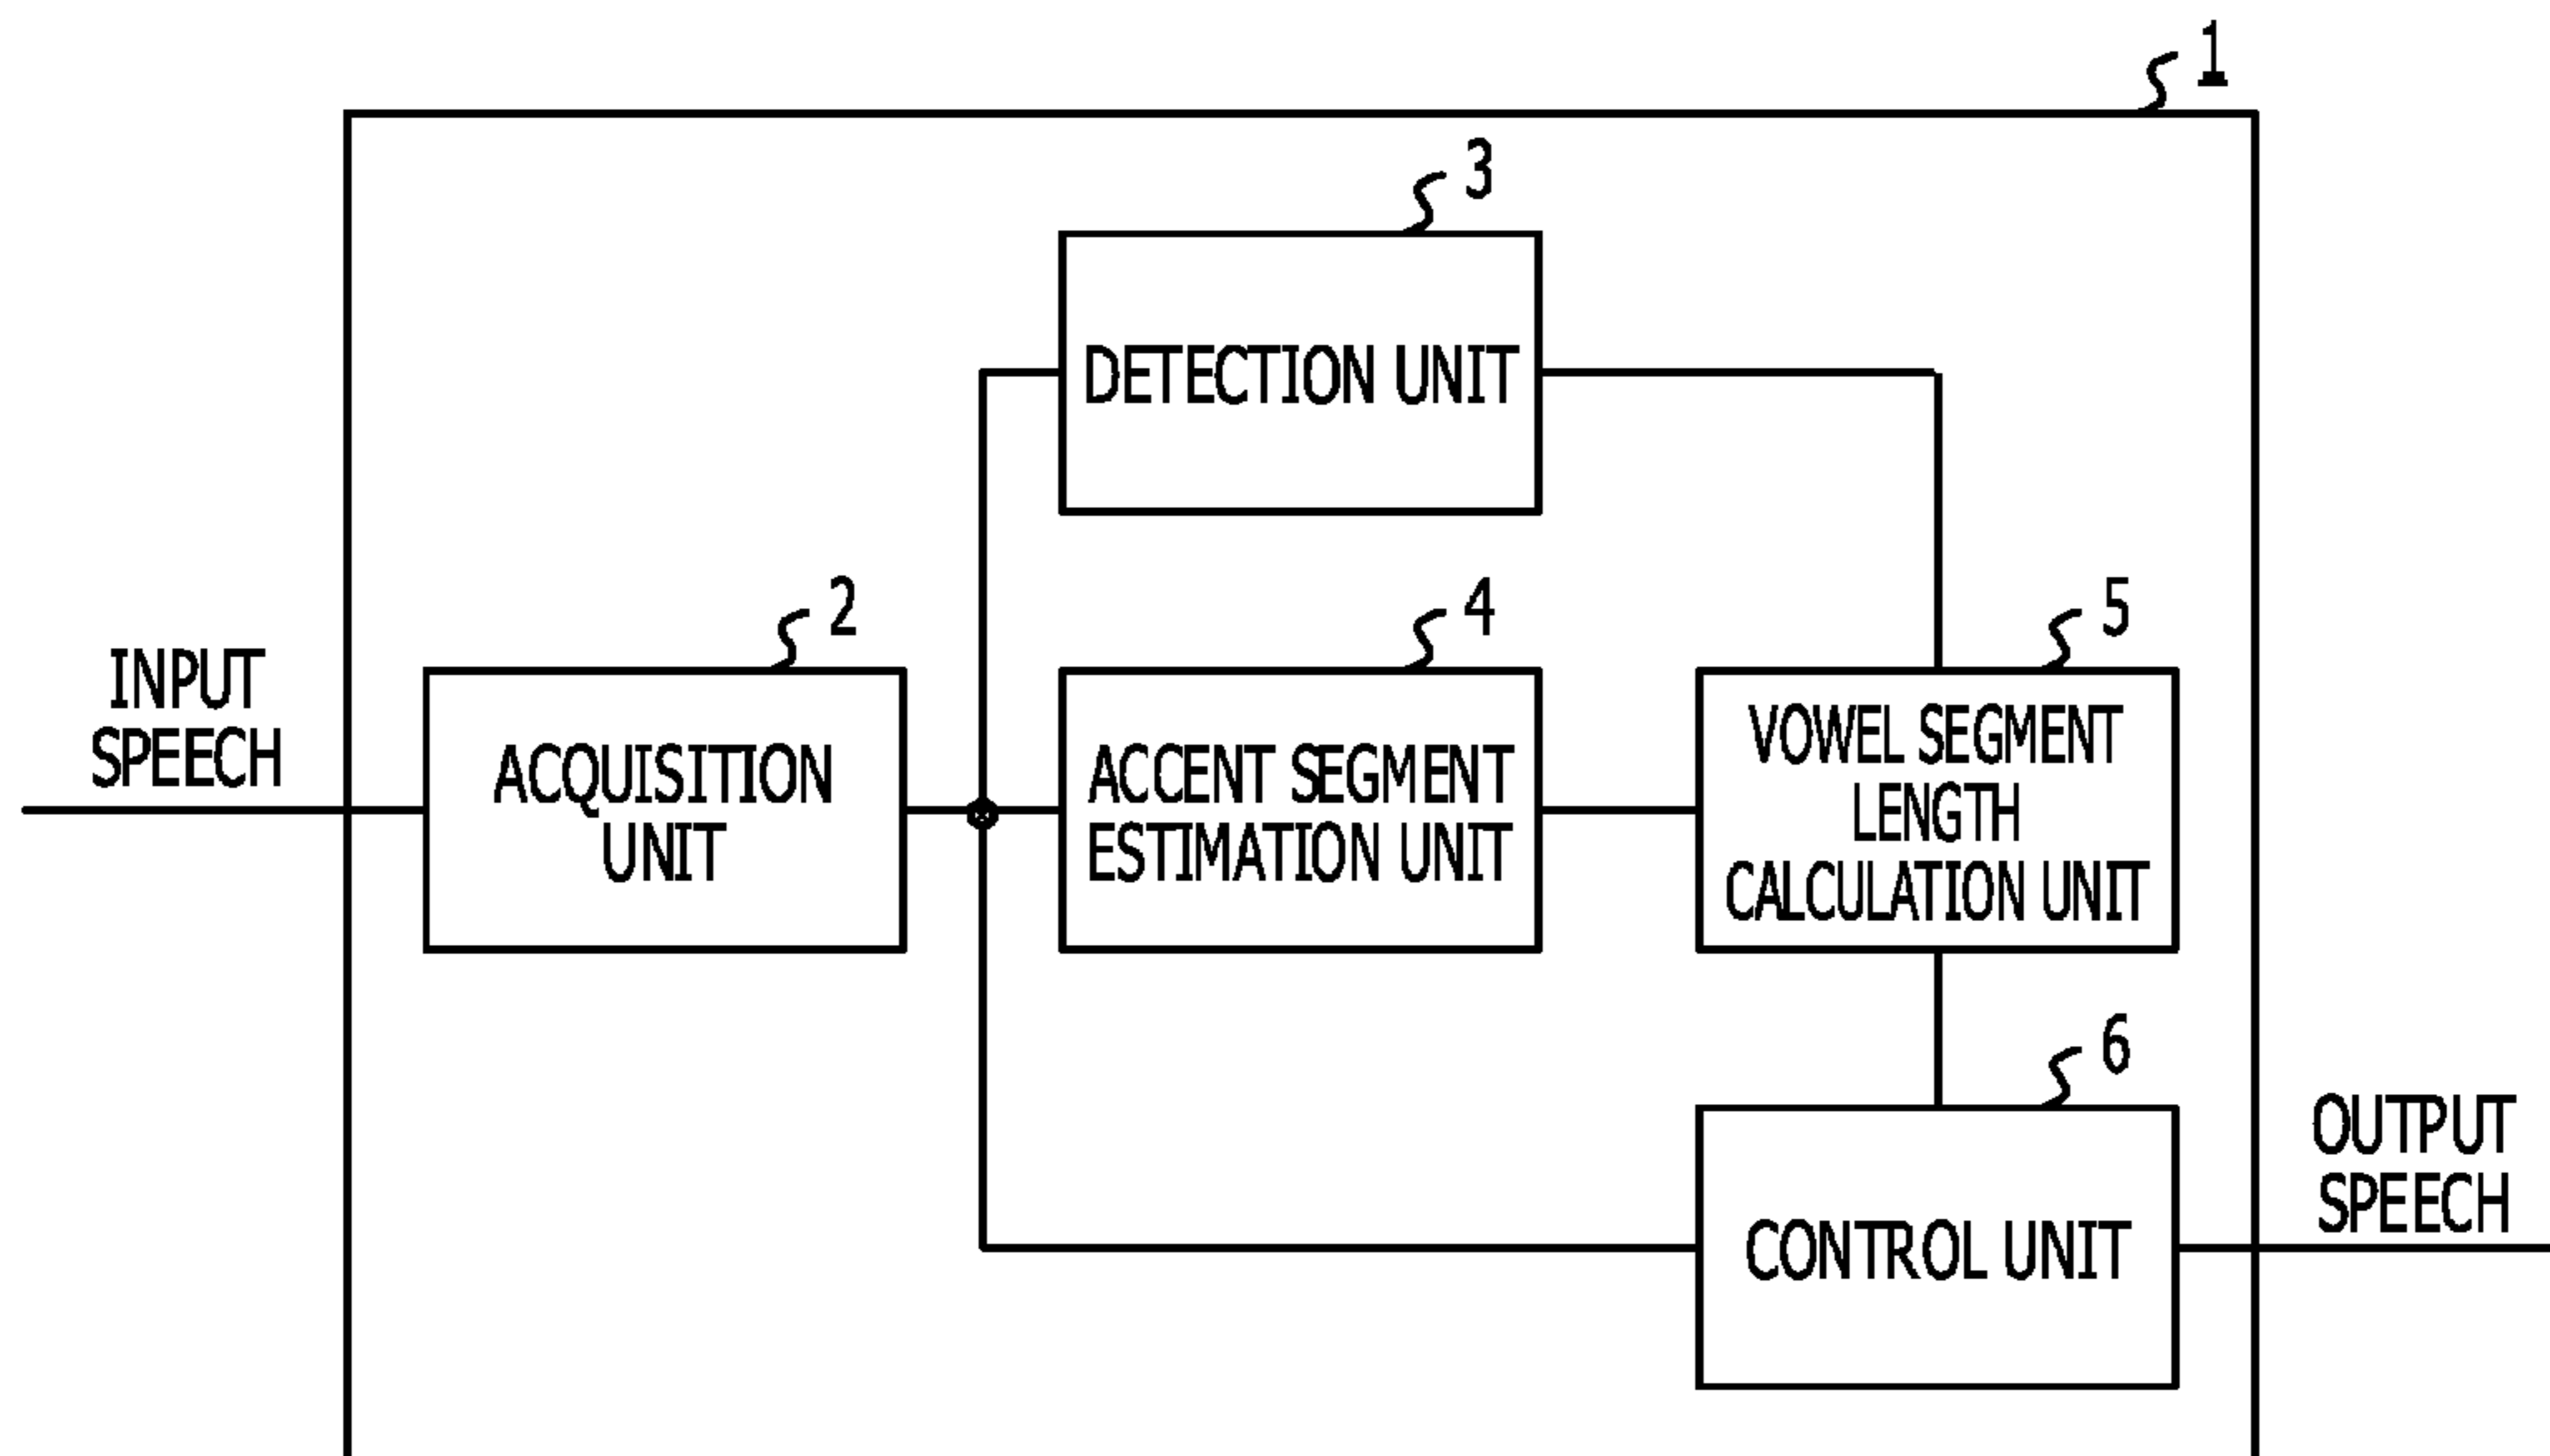 1
3
DETECTION UNIT
2
4
5
INPUT
SPEECH
ACQUISITION
UNIT
ACCENT SEGMENT
ESTIMATION UNIT
VOWEL SEGMENT
LENGTH
CALCULATION UNIT
6
CONTROL UNIT
OUTPUT
SPEECH